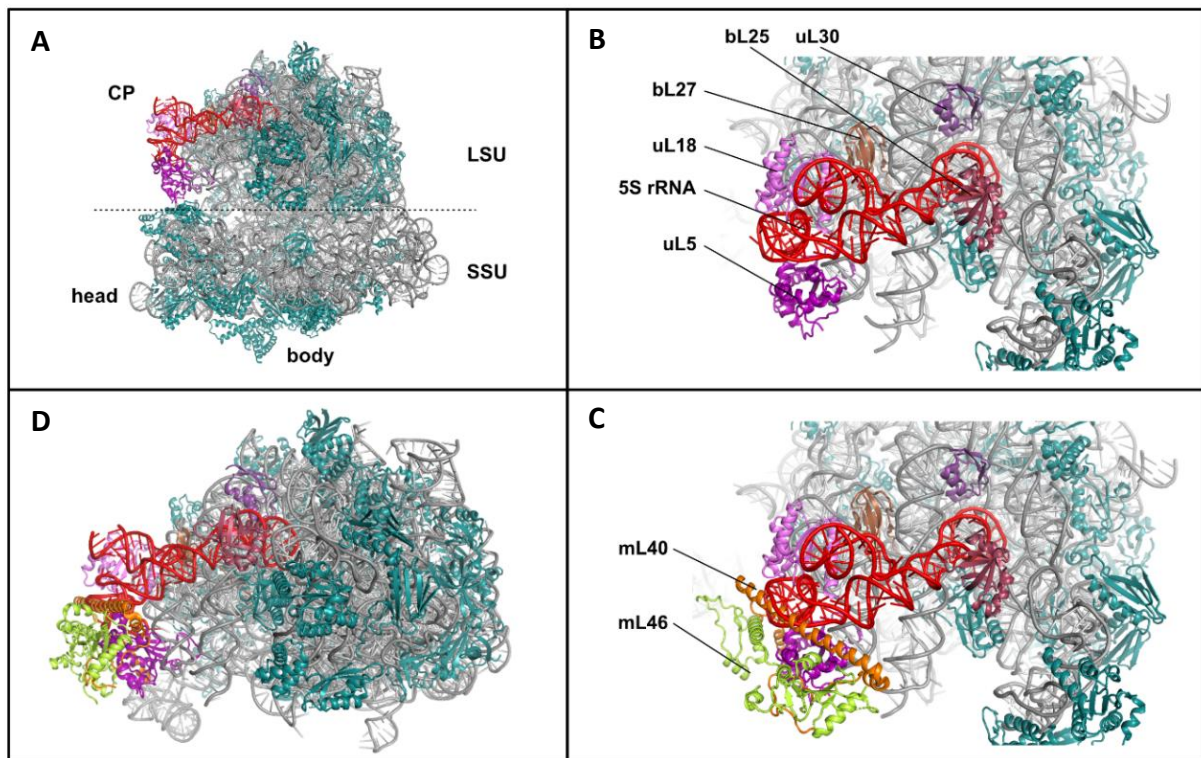 A
CP
LSU
SSU
head
body
B
bL25
uL30
bL27
uL18
5S rRNA
uL5
D
C
mL40
mL46